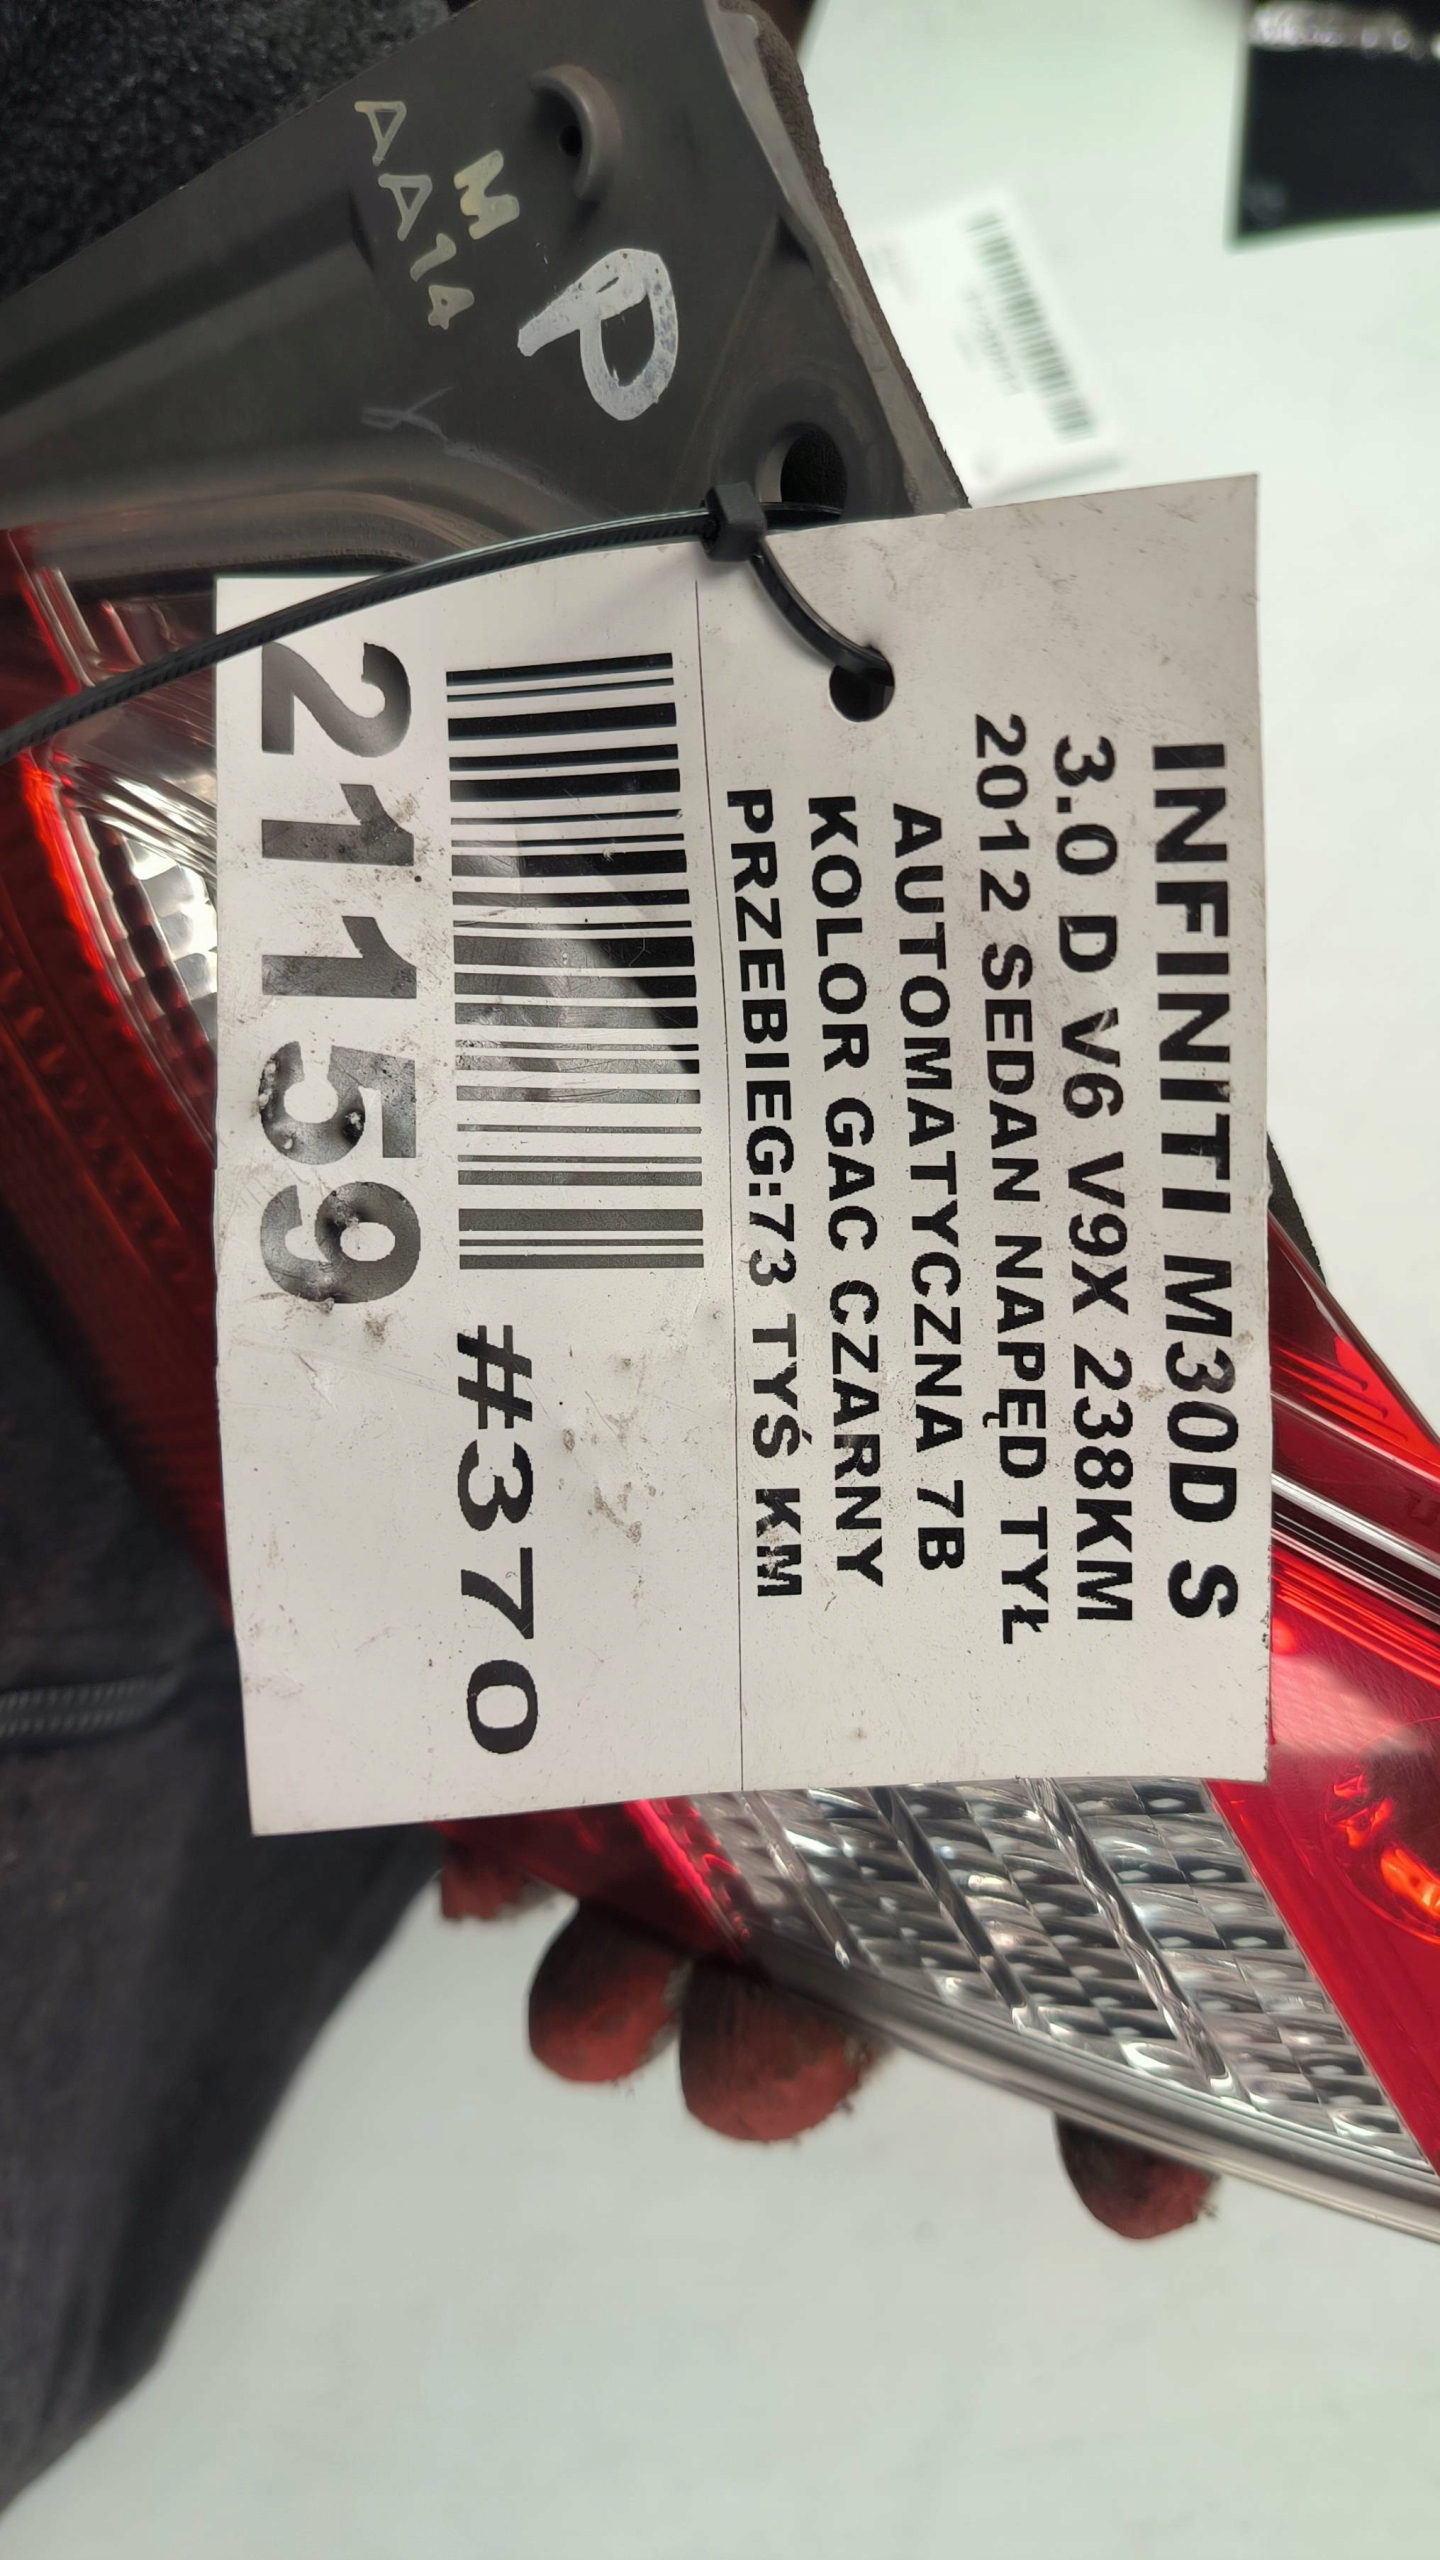 INFINITI M30D S
3.0 D V6 V9X 238KM
2012 SEDAN NAPĘD TYŁ
AUTOMATYCZNA 7B
KOLOR GAC CZARNY
PRZEBIEG:73 TYŚ KM
#370
21159
P
M
AA14